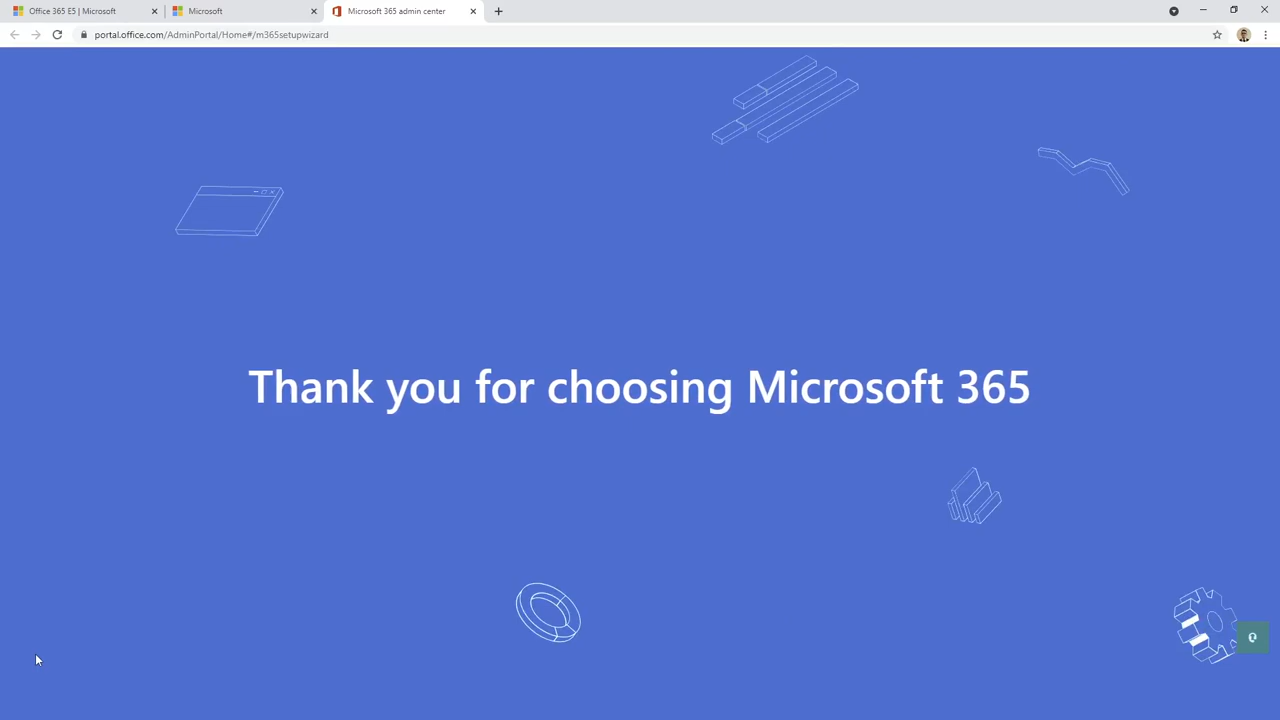 Office 365 E5 | Microsoft
Microsoft
Microsoft 365 admin center
portal.office.com/AdminPortal/Home#/m365setupwizard
Thank you for choosing Microsoft 365